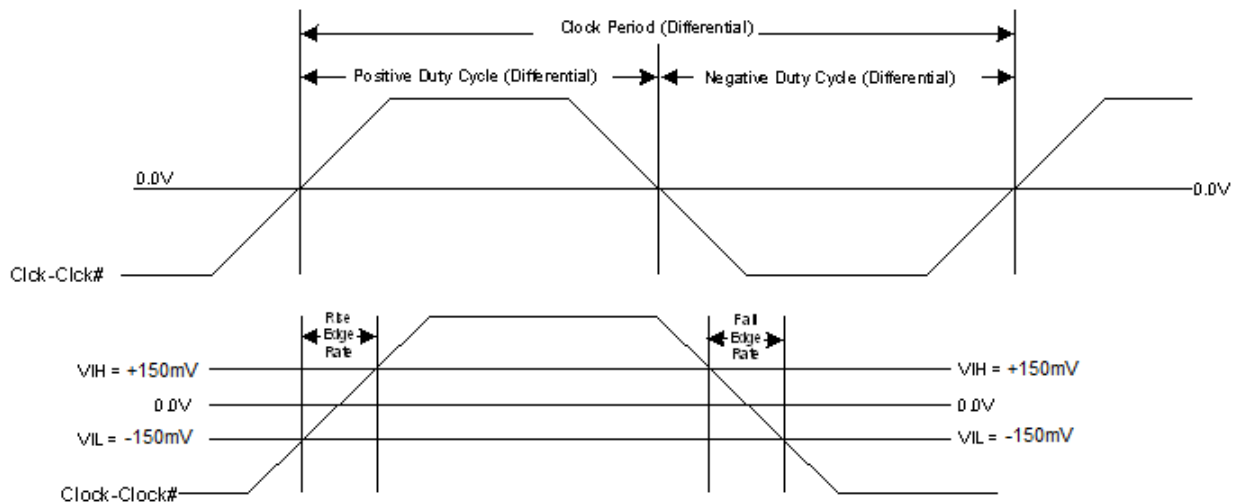 Clock Period (Differential)
Positive Duty Cycle (Differential)
Negative Duty Cycle (Differential)
0.0V
0.0V
Clck-Clck#
Rise
Edge
Rate
Fall
Edge
Rate
VIH = +150mV
VIH = +150mV
0.0V
0.0V
VIL = -150mV
VIL = -150mV
Clock-Clock#